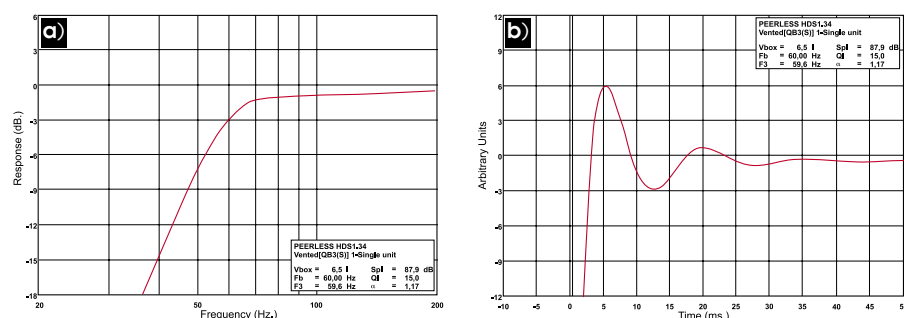 a)
6
3
0
-3
-6
-9
-12
-15
-18
Response (dB.)
PEERLESS HDS1.34
Vented[QB3(S)] 1-Single unit
Vbox = 6,5 l Spl = 87,9 dB
Fb = 60,00 Hz Ql = 15,0
F3 = 59,6 Hz α = 1,17
20 50 100 200
Frequency (Hz.)
b)
12
9
6
3
0
-3
-6
-9
-12
Arbitrary Units
PEERLESS HDS1.34
Vented[QB3(S)] 1-Single unit
Vbox = 6,5 l Spl = 87,9 dB
Fb = 60,00 Hz Ql = 15,0
F3 = 59,6 Hz α = 1,17
-10 -5 0 5 10 15 20 25 30 35 40 45 50
Time (ms.)